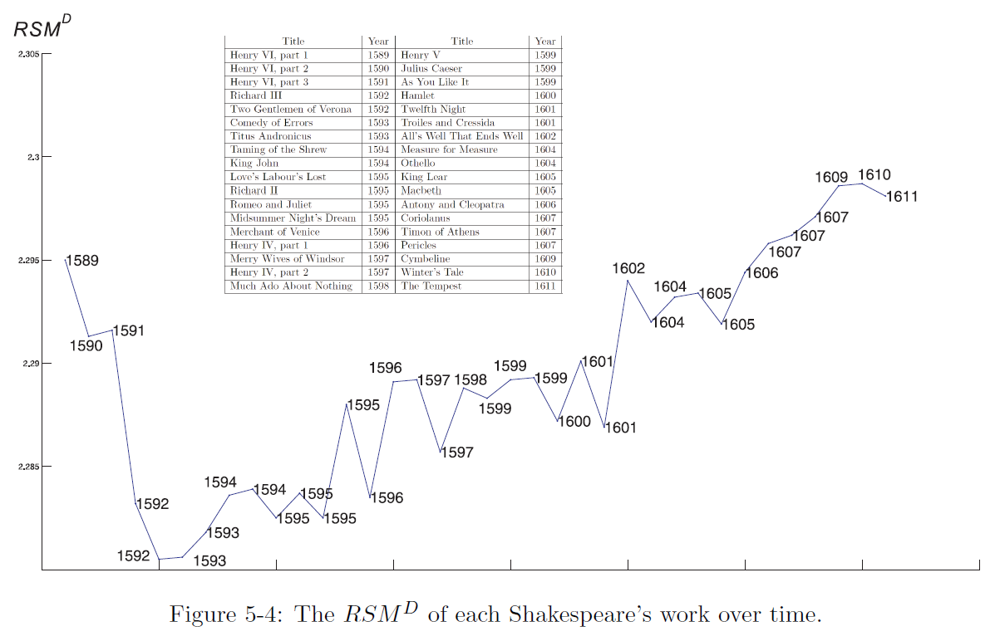 RSM^D
Title Year Title Year
Henry VI, part 1 1589 Henry V 1599
Henry VI, part 2 1590 Julius Caeser 1599
Henry VI, part 3 1591 As You Like It 1599
Richard III 1592 Hamlet 1600
Two Gentlemen of Verona 1592 Twelfth Night 1601
Comedy of Errors 1593 Troiles and Cressida 1601
Titus Andronicus 1593 All's Well That Ends Well 1602
Taming of the Shrew 1594 Measure for Measure 1604
King John 1594 Othello 1604
Love's Labour's Lost 1595 King Lear 1605
Richard II 1595 Macbeth 1605
Romeo and Juliet 1595 Antony and Cleopatra 1606
Midsummer Night's Dream 1595 Coriolanus 1607
Merchant of Venice 1596 Timon of Athens 1607
Henry IV, part 1 1596 Pericles 1607
Merry Wives of Windsor 1597 Cymbeline 1609
Henry IV, part 2 1597 Winter's Tale 1610
Much Ado About Nothing 1598 The Tempest 1611
2.305
2.3
2.295
2.29
2.285
1589
1590
1591
1592
1592
1593
1593
1594
1594
1595
1595
1595
1595
1596
1596
1597
1597
1598
1599
1599
1599
1600
1601
1601
1602
1604
1604
1605
1605
1606
1607
1607
1607
1609
1610
1611
Figure 5-4: The RSM^D of each Shakespeare's work over time.